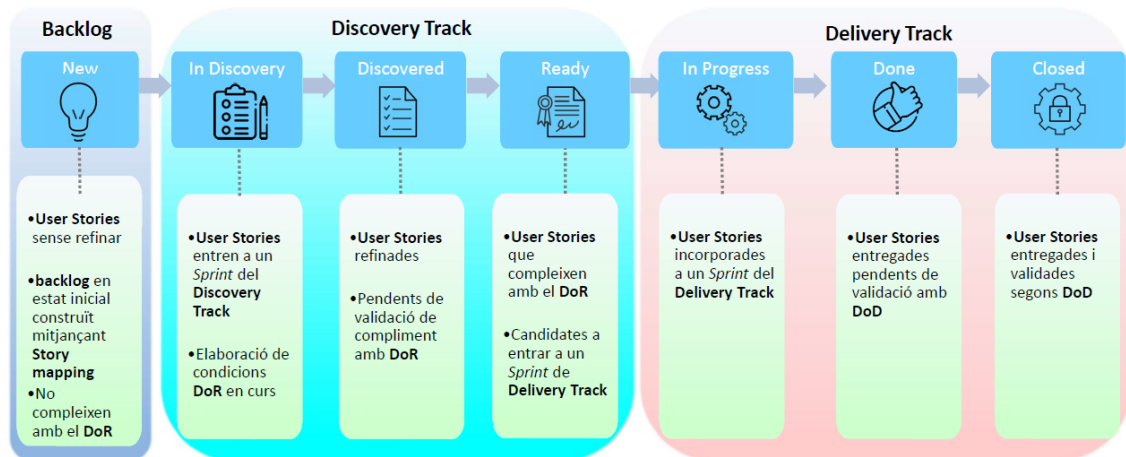 Backlog
Discovery Track
Delivery Track
New
In Discovery
Discovered
Ready
In Progress
Done
Closed
•User Stories
sense refinar
•backlog en
estat inicial
construït
mitjançant
Story
mapping
•No
compleixen
amb el DoR
•User Stories
entren a un
Sprint del
Discovery
Track
•Elaboració de
condicions
DoR en curs
•User Stories
refinades
•Pendents de
validació de
compliment
amb DoR
•User Stories
que compleixen
amb el DoR
•Candidates a
entrar a un
Sprint de
Delivery Track
•User Stories
incorporades
a un Sprint del
Delivery Track
•User Stories
entregades
pendents de
validació amb
DoD
•User Stories
entregades i
validades
segons DoD